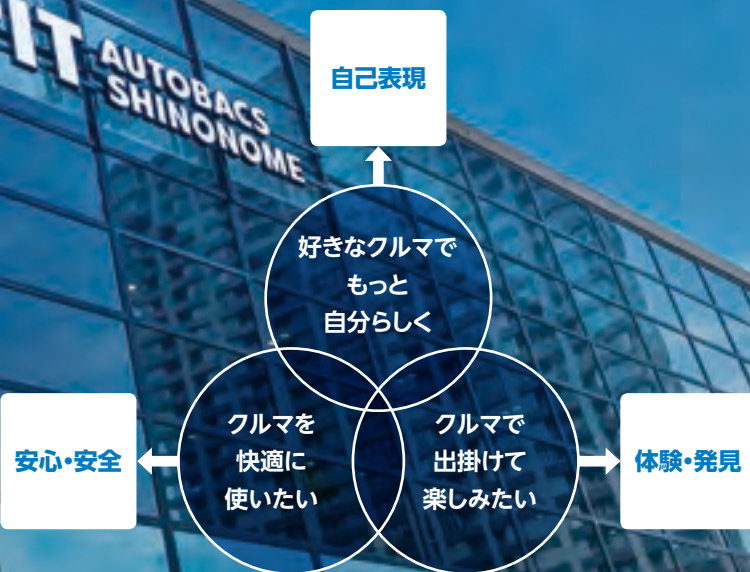 AUTOBACS
SHINONOME
自己表現
好きなクルマで
もっと
自分らしく
クルマを
快適に
使いたい
クルマで
出掛けて
楽しみたい
安心・安全
体験・発見